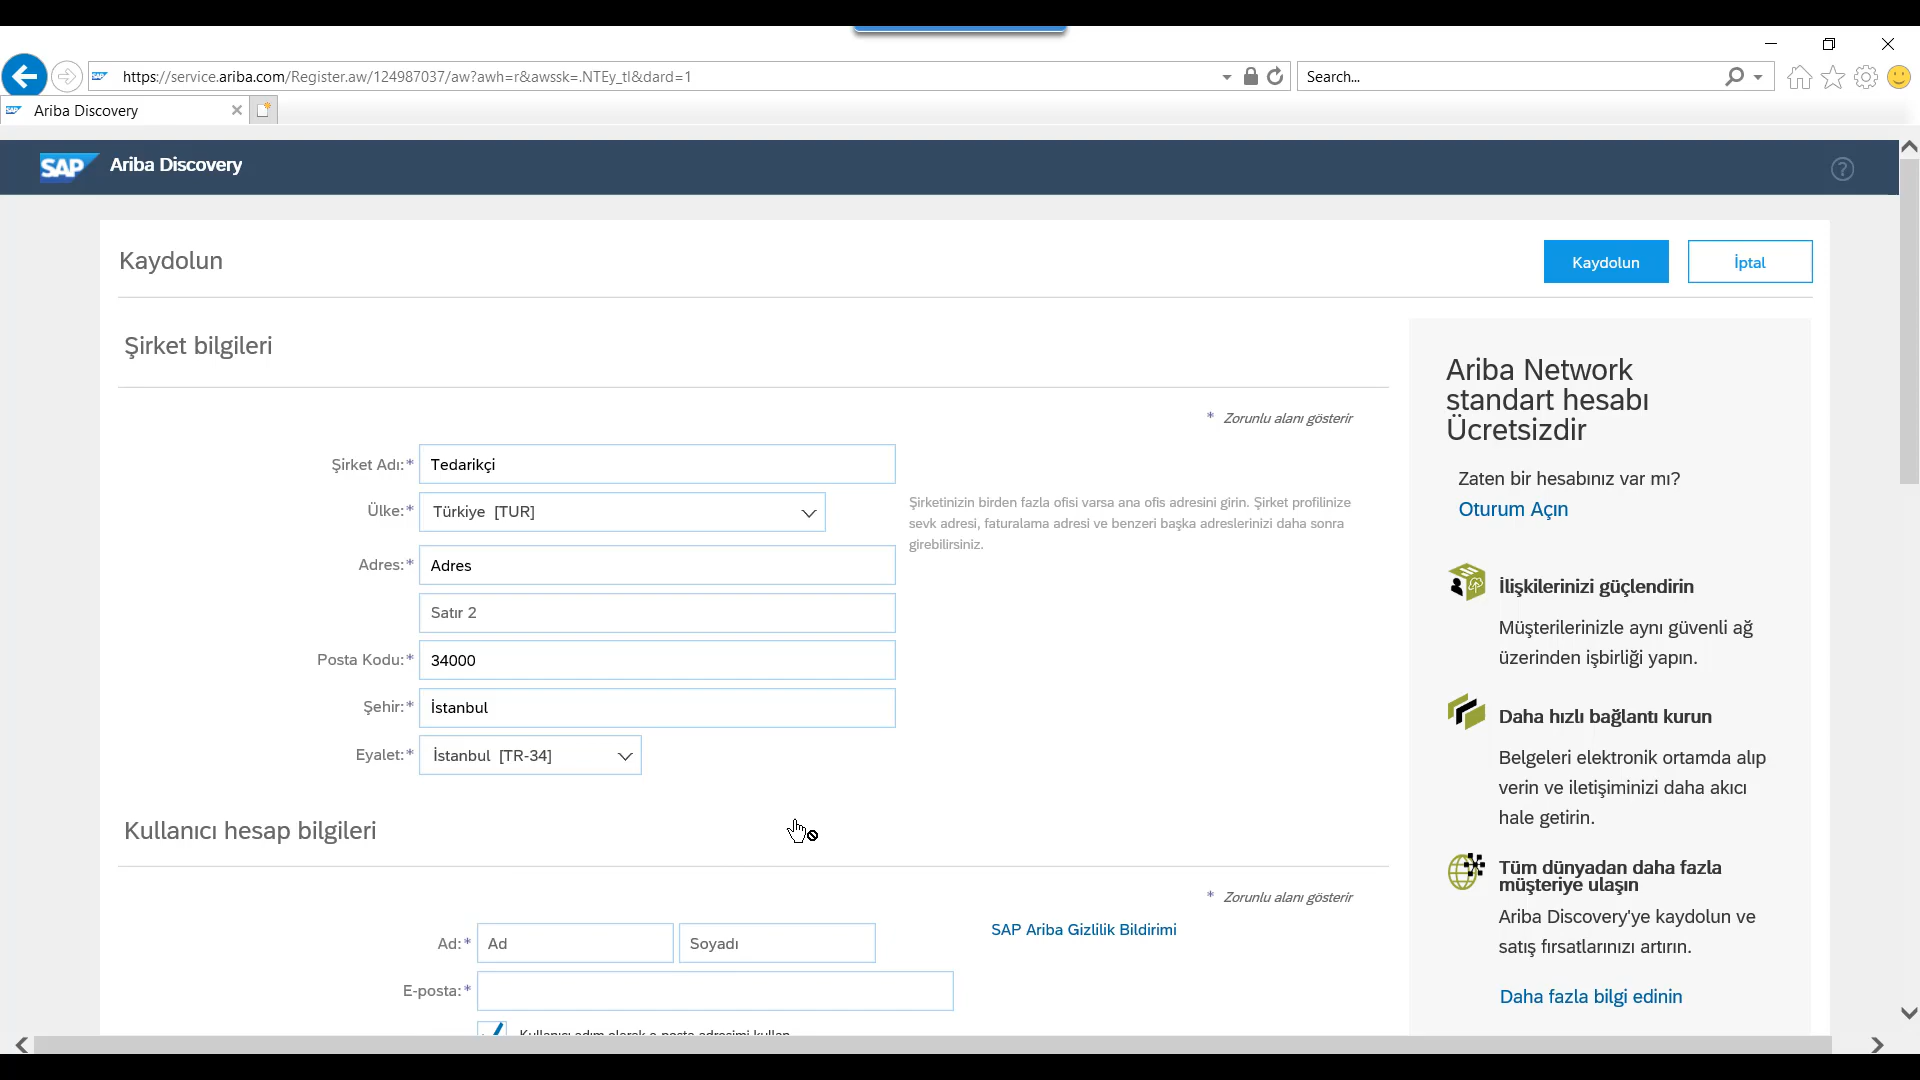 https://service.ariba.com/Register.aw/124987037/aw?awh=r&awssk=.NTEy_tl&dard=1
Search...
Ariba Discovery
SAP Ariba Discovery
Kaydolun
Kaydolun
İptal
Şirket bilgileri
* Zorunlu alanı gösterir
Şirket Adı:* Tedarikçi
Ülke:* Türkiye [TUR]
Şirketinizin birden fazla ofisi varsa ana ofis adresini girin. Şirket profilinize
sevk adresi, faturalama adresi ve benzeri başka adreslerinizi daha sonra
girebilirsiniz.
Adres:* Adres
Satır 2
Posta Kodu:* 34000
Şehir:* İstanbul
Eyalet:* İstanbul [TR-34]
Kullanıcı hesap bilgileri
* Zorunlu alanı gösterir
Ad:* Ad Soyadı
SAP Ariba Gizlilik Bildirimi
E-posta:*
Kullanıcı adım olarak e-posta adresimi kullan
Ariba Network
standart hesabı
Ücretsizdir
Zaten bir hesabınız var mı?
Oturum Açın
İlişkilerinizi güçlendirin
Müşterilerinizle aynı güvenli ağ
üzerinden işbirliği yapın.
Daha hızlı bağlantı kurun
Belgeleri elektronik ortamda alıp
verin ve iletişiminizi daha akıcı
hale getirin.
Tüm dünyadan daha fazla
müşteriye ulaşın
Ariba Discovery'ye kaydolun ve
satış fırsatlarınızı artırın.
Daha fazla bilgi edinin